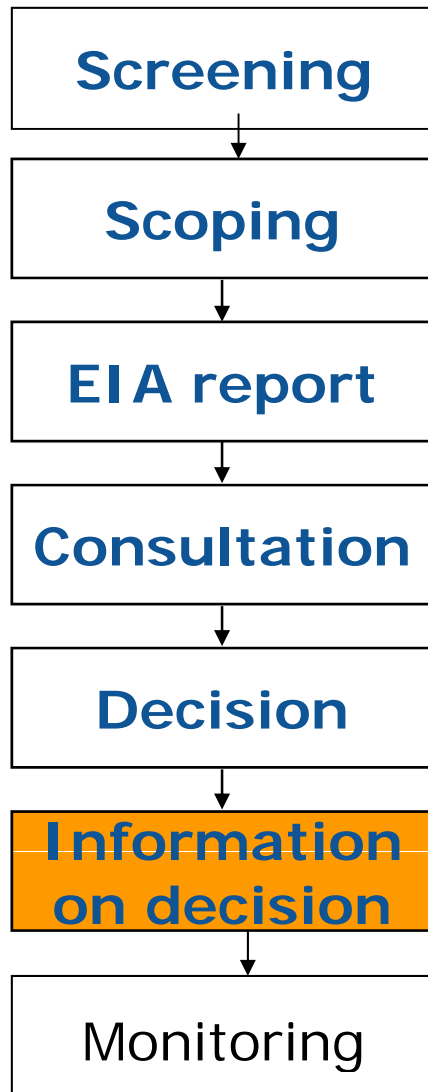 Screening
Scoping
EIA report
Consultation
Decision
Information
on decision
Monitoring